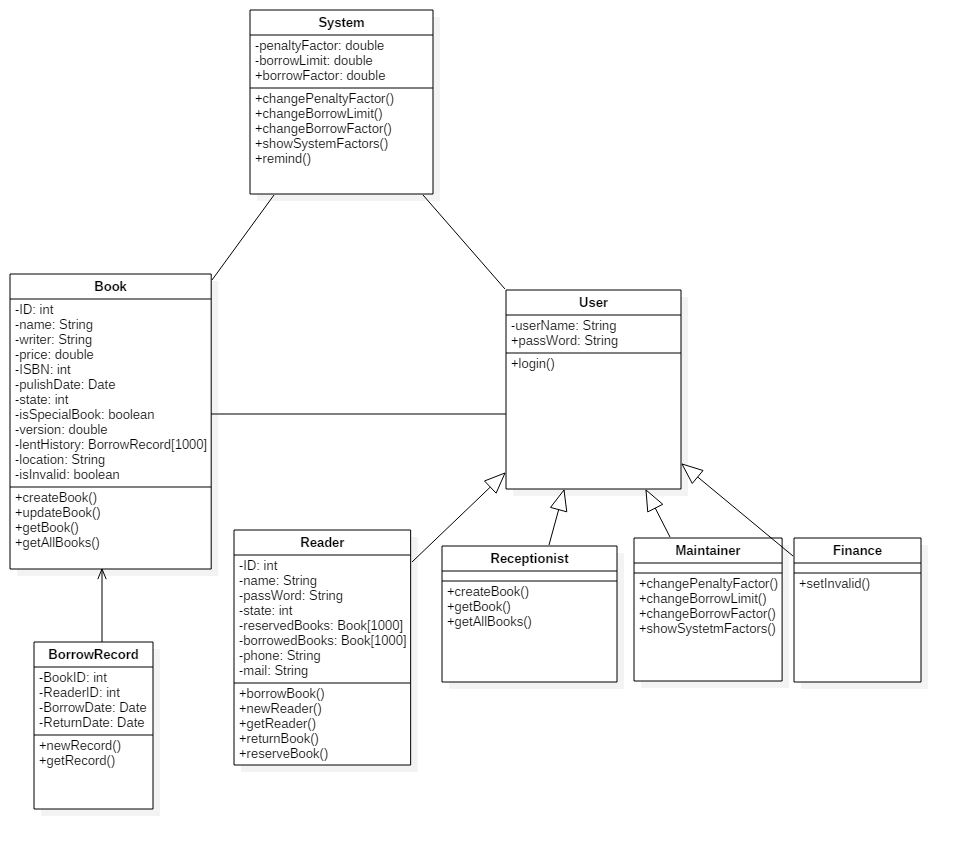 System
-penaltyFactor: double
-borrowLimit: double
+borrowFactor: double
+changePenaltyFactor()
+changeBorrowLimit()
+changeBorrowFactor()
+showSystemFactors()
+remind()
Book
-ID: int
-name: String
-writer: String
-price: double
-ISBN: int
-pulishDate: Date
-state: int
-isSpecialBook: boolean
-version: double
-lentHistory: BorrowRecord[1000]
-location: String
-isInvalid: boolean
+createBook()
+updateBook()
+getBook()
+getAllBooks()
User
-userName: String
+passWord: String
+login()
Reader
-ID: int
-name: String
-passWord: String
-state: int
-reservedBooks: Book[1000]
-borrowedBooks: Book[1000]
-phone: String
-mail: String
+borrowBook()
+newReader()
+getReader()
+returnBook()
+reserveBook()
Receptionist
+createBook()
+getBook()
+getAllBooks()
Maintainer
+changePenaltyFactor()
+changeBorrowLimit()
+changeBorrowFactor()
+showSystetmFactors()
Finance
+setInvalid()
BorrowRecord
-BookID: int
-ReaderID: int
-BorrowDate: Date
-ReturnDate: Date
+newRecord()
+getRecord()